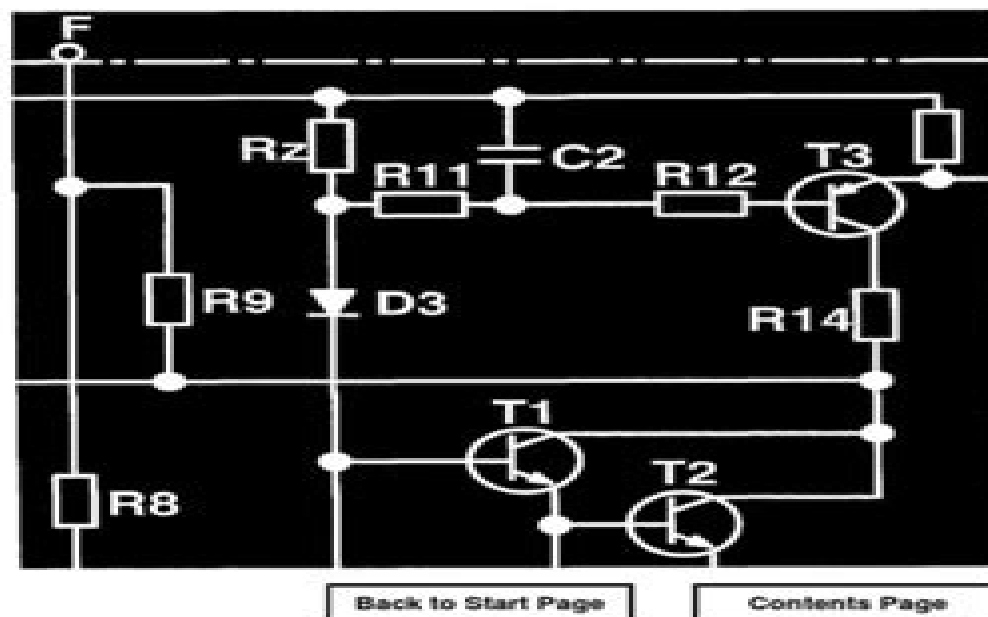 F
Rz
C2
T3
R11
R12
R9
D3
R14
T1
T2
R8
Back to Start Page
Contents Page